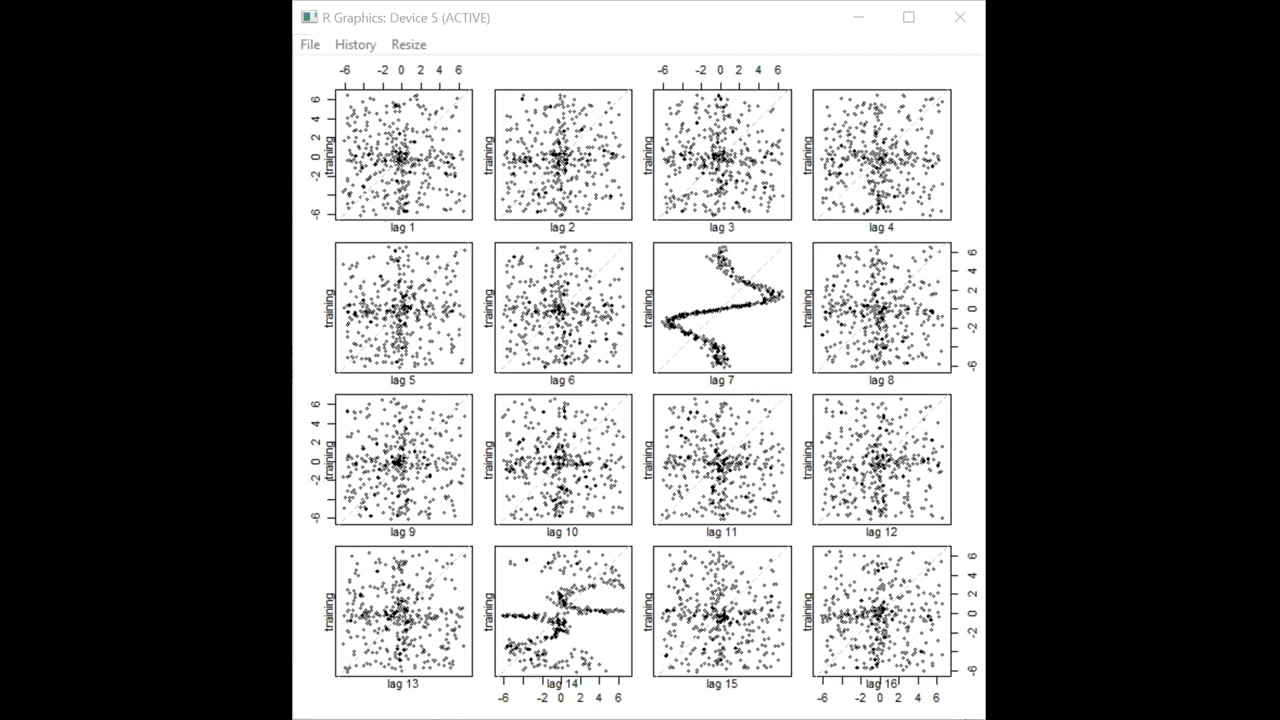 R Graphics: Device 5 (ACTIVE)
File History Resize
-6 -2 0 2 4 6 -6 -2 0 2 4 6
6 4 2 0 -2 -6
training training training training
lag 1 lag 2 lag 3 lag 4
training training training training
6 4 2 0 -2 -6
lag 5 lag 6 lag 7 lag 8
6 4 2 0 -2 -6
training training training training
lag 9 lag 10 lag 11 lag 12
training training training training
6 4 2 0 -2 -6
lag 13 lag 14 lag 15 lag 16
-6 -2 0 2 4 6 -6 -2 0 2 4 6